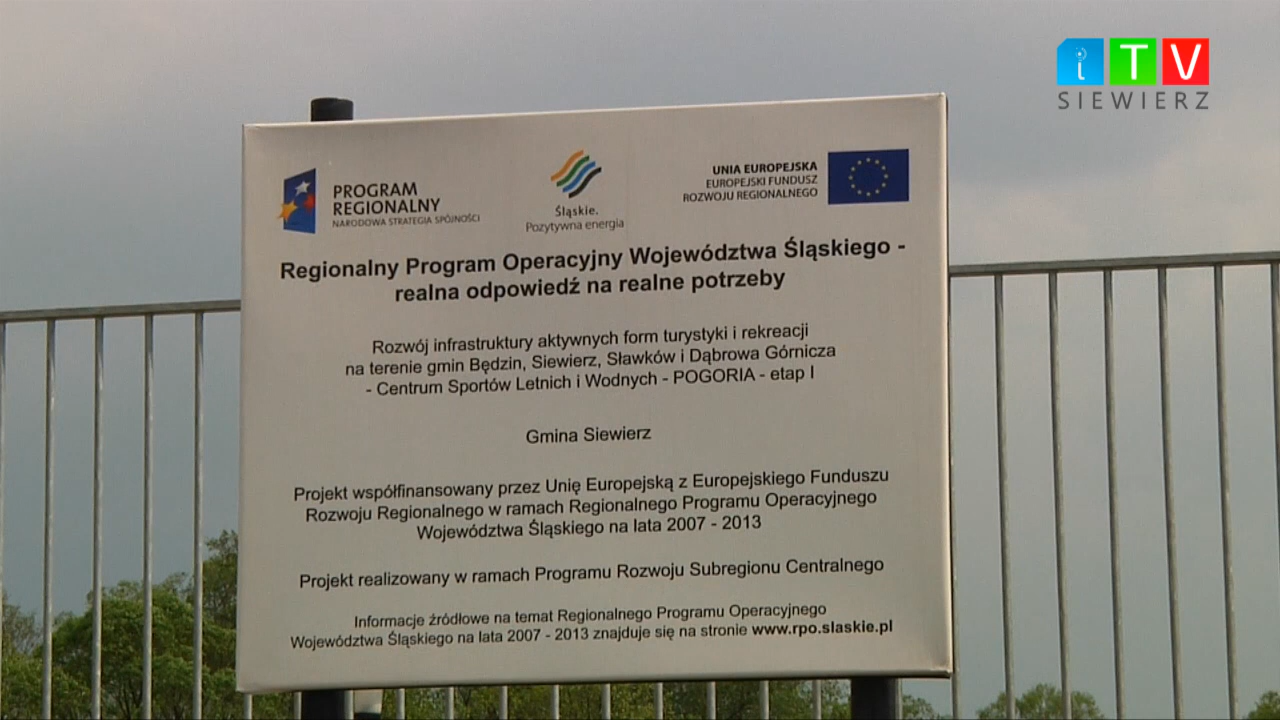 iTV
SIEWIERZ
PROGRAM
REGIONALNY
NARODOWA STRATEGIA SPÓJNOŚCI
Śląskie.
Pozytywna energia
UNIA EUROPEJSKA
EUROPEJSKI FUNDUSZ
ROZWOJU REGIONALNEGO
Regionalny Program Operacyjny Województwa Śląskiego -
realna odpowiedź na realne potrzeby
Rozwój infrastruktury aktywnych form turystyki i rekreacji
na terenie gmin Będzin, Siewierz, Sławków i Dąbrowa Górnicza
- Centrum Sportów Letnich i Wodnych - POGORIA - etap I
Gmina Siewierz
Projekt współfinansowany przez Unię Europejską z Europejskiego Funduszu
Rozwoju Regionalnego w ramach Regionalnego Programu Operacyjnego
Województwa Śląskiego na lata 2007 - 2013
Projekt realizowany w ramach Programu Rozwoju Subregionu Centralnego
Informacje źródłowe na temat Regionalnego Programu Operacyjnego
Województwa Śląskiego na lata 2007 - 2013 znajduje się na stronie www.rpo.slaskie.pl